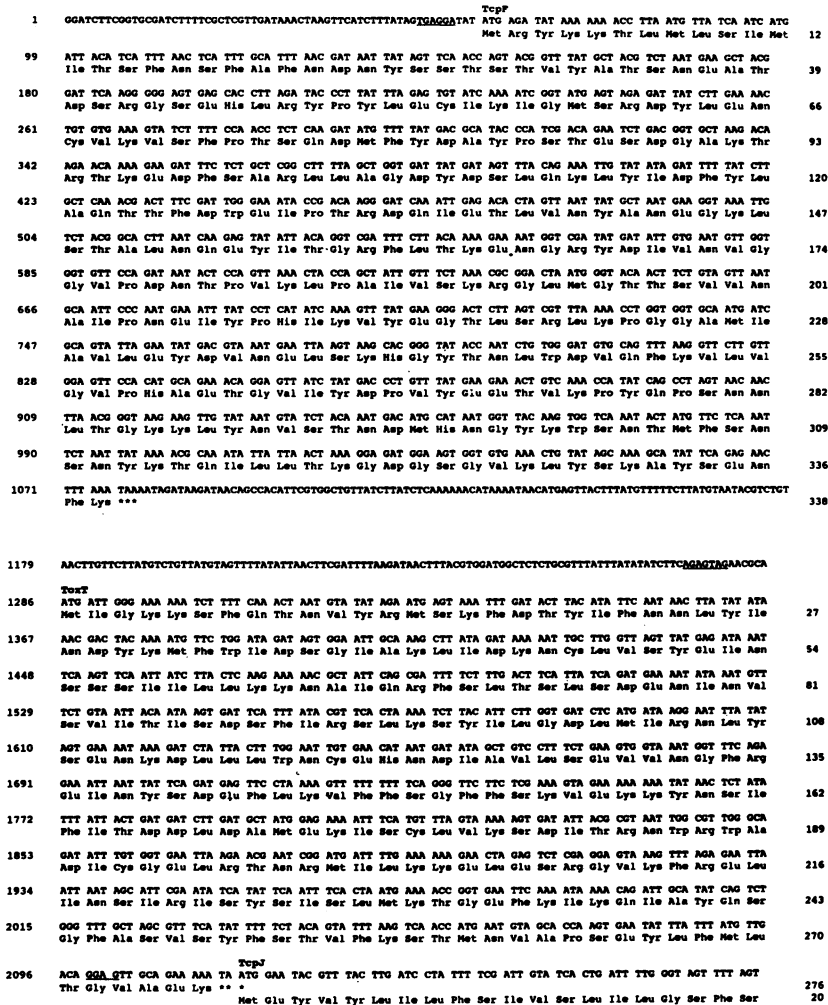 TcpF
1 GGATCTTCGGTGCGATCTTTTCGCTCGTTGATAAACTAAGTTCATCTTTATAGTGAGGATAT ATG AGA TAT AAA AAA ACC TTA ATG TTA TCA ATC ATG
Met Arg Tyr Lys Lys Thr Leu Met Leu Ser Ile Met 12
99 ATT ACA TCA TTT AAC TCA TTT GCA TTT AAC GAT AAT TAT AGT TCA ACC AGT ACG GTT TAT GCT ACG TCT AAT GAA GCT ACG
Ile Thr Ser Phe Asn Ser Phe Ala Phe Asn Asp Asn Tyr Ser Ser Thr Ser Thr Val Tyr Ala Thr Ser Asn Glu Ala Thr 39
180 GAT TCA AGG GGG AGT GAG CAC CTT AGA TAC CCT TAT TTA GAG TGT ATC AAA ATC GGT ATG AGT AGA GAT TAT CTT GAA AAC
Asp Ser Arg Gly Ser Glu His Leu Arg Tyr Pro Tyr Leu Glu Cys Ile Lys Ile Gly Met Ser Arg Asp Tyr Leu Glu Asn 66
261 TGT GTG AAA GTA TCT TTT CCA ACC TCT CAA GAT ATG TTT TAT GAC GCA TAC CCA TCG ACA GAA TCT GAC GGT GCT AAG ACA
Cys Val Lys Val Ser Phe Pro Thr Ser Gln Asp Met Phe Tyr Asp Ala Tyr Pro Ser Thr Glu Ser Asp Gly Ala Lys Thr 93
342 AGA ACA AAA GAA GAT TTC TCT GCT CGG CTT TTA GCT GGG GAT TAT GAT AGT TTA CAG AAA TTG TAT ATA GAT TTT TAT CTT
Arg Thr Lys Glu Asp Phe Ser Ala Arg Leu Leu Ala Gly Asp Tyr Asp Ser Leu Gln Lys Leu Tyr Ile Asp Phe Tyr Leu 120
423 GCT CAA ACG ACT TTC GAT TGG GAA ATA CCG ACA AGG GAT CAA ATT GAG ACA CTA GTT AAT TAT GCT AAT GAA GGT AAA TTG
Ala Gln Thr Thr Phe Asp Trp Glu Ile Pro Thr Arg Asp Gln Ile Glu Thr Leu Val Asn Tyr Ala Asn Glu Gly Lys Leu 147
504 TCT ACG GCA CTT AAT CAA GAG TAT ATT ACA GGT CGA TTT CTT ACA AAA GAA AAT GGT CGA TAT GAT ATT GTG AAT GTT GGT
Ser Thr Ala Leu Asn Gln Glu Tyr Ile Thr Gly Arg Phe Leu Thr Lys Glu Asn Gly Arg Tyr Asp Ile Val Asn Val Gly 174
585 GGT GTT CCA GAT AAT ACT CCA GTT AAA CTA CCA GCT ATT GTT TCT AAA CGC GGA CTA ATG GGT ACA ACT TCT GTA GTT AAT
Gly Val Pro Asp Asn Thr Pro Val Lys Leu Pro Ala Ile Val Ser Lys Arg Gly Leu Met Gly Thr Thr Ser Val Val Asn 201
666 GCA ATT CCC AAT GAA ATT TAT CCT CAT ATC AAA GTT TAT GAA GGG ACT CTT AGT CGT TTA AAA CCT GGT GGT GCA ATG ATC
Ala Ile Pro Asn Glu Ile Tyr Pro His Ile Lys Val Tyr Glu Gly Thr Leu Ser Arg Leu Lys Pro Gly Gly Ala Met Ile 228
747 GCA GTA TTA GAA TAT GAC GTA AAT GAA TTA AGT AAG CAC GGG TAT ACC AAT CTG TGG GAT GTG CAG TTT AAG GTT CTT GTT
Ala Val Leu Glu Tyr Asp Val Asn Glu Leu Ser Lys His Gly Tyr Thr Asn Leu Trp Asp Val Gln Phe Lys Val Leu Val 255
828 GGA GTT CCA CAT GCA GAA ACA GGA GTT ATC TAT GAC CCT GTT TAT GAA GAA ACT GTC AAA CCA TAT CAG CCT AGT AAC AAC
Gly Val Pro His Ala Glu Thr Gly Val Ile Tyr Asp Pro Val Tyr Glu Glu Thr Val Lys Pro Tyr Gln Pro Ser Asn Asn 282
909 TTA ACG GGT AAG AAG TTG TAT AAT GTA TCT ACA AAT GAC ATG CAT AAT GGT TAC AAG TGG TCA AAT ACT ATG TTC TCA AAT
Leu Thr Gly Lys Lys Leu Tyr Asn Val Ser Thr Asn Asp Met His Asn Gly Tyr Lys Trp Ser Asn Thr Met Phe Ser Asn 309
990 TCT AAT TAT AAA ACG CAA ATA TTA TTA ACT AAA GGA GAT GGA AGT GGT GTG AAA CTG TAT AGC AAA GCA TAT TCA GAG AAC
Ser Asn Tyr Lys Thr Gln Ile Leu Leu Thr Lys Gly Asp Gly Ser Gly Val Lys Leu Tyr Ser Lys Ala Tyr Ser Glu Asn 336
1071 TTT AAA TAAAATAGATAAGATAACAGCCACATTCGTGGCTGTTATCTTATCTCAAAAAACATAAAATAACATGAGTTACTTTATGTTTTTCTTATGTAATACGTCTGT
Phe Lys *** 338
1179 AACTTGTTCTTATGTCTGTTATGTAGTTTTATATTAACTTCGATTTTAAGATAACTTTACGTGGATGGCTCTCTGCGTTATTTATATATCTTCAGAGTAGAACGCA
ToxT
1286 ATG ATT GGG AAA AAA TCT TTT CAA ACT AAT GTA TAT AGA ATG AGT AAA TTT GAT ACT TAC ATA TTC AAT AAC TTA TAT ATA
Met Ile Gly Lys Lys Ser Phe Gln Thr Asn Val Tyr Arg Met Ser Lys Phe Asp Thr Tyr Ile Phe Asn Asn Leu Tyr Ile 27
1367 AAC GAC TAC AAA ATG TTC TGG ATA GAT AGT GGA ATT GCA AAG CTT ATA GAT AAA AAT TGC TTG GTT AGT TAT GAG ATA AAT
Asn Asp Tyr Lys Met Phe Trp Ile Asp Ser Gly Ile Ala Lys Leu Ile Asp Lys Asn Cys Leu Val Ser Tyr Glu Ile Asn 54
1448 TCA AGT TCA ATT ATC TTA CTC AAG AAA AAC GCT ATT CAG CGA TTT TCT TTG ACT TCA TTA TCA GAT GAA AAT ATA AAT GTT
Ser Ser Ser Ile Ile Leu Leu Lys Lys Asn Ala Ile Gln Arg Phe Ser Leu Thr Ser Leu Ser Asp Glu Asn Ile Asn Val 81
1529 TCT GTA ATT ACA ATA AGT GAT TCA TTT ATA CGT TCA CTA AAA TCT TAC ATT CTT GGG GAT CTC ATG ATA AGG AAT TTA TAT
Ser Val Ile Thr Ile Ser Asp Ser Phe Ile Arg Ser Leu Lys Ser Tyr Ile Leu Gly Asp Leu Met Ile Arg Asn Leu Tyr 108
1610 AGT GAA AAT AAA GAT CTA TTA CTT TGG AAT TGT GAA CAT AAT GAT ATA GCT GTC CTT TCT GAA GTG GTA AAT GGT TTC AGA
Ser Glu Asn Lys Asp Leu Leu Leu Trp Asn Cys Glu His Asn Asp Ile Ala Val Leu Ser Glu Val Val Asn Gly Phe Arg 135
1691 GAA ATT AAT TAT TCA GAT GAG TTC CTA AAA GTT TTT TTT TCA GGG TTC TTC TCG AAA GTA GAA AAA AAA TAT AAC TCT ATA
Glu Ile Asn Tyr Ser Asp Glu Phe Leu Lys Val Phe Phe Ser Gly Phe Phe Ser Lys Val Glu Lys Lys Tyr Asn Ser Ile 162
1772 TTT ATT ACT GAT GAT CTT GAT GCT ATG GAG AAA ATT TCA TGT TTA GTA AAA AGT GAT ATT ACG CGT AAT TGG CGT TGG GCA
Phe Ile Thr Asp Asp Leu Asp Ala Met Glu Lys Ile Ser Cys Leu Val Lys Ser Asp Ile Thr Arg Asn Trp Arg Trp Ala 189
1853 GAT ATT TGT GGT GAA TTA AGA ACG AAT CGG ATG ATT TTG AAA AAA GAA CTA GAG TCT CGA GGA GTA AAG TTT AGA GAA TTA
Asp Ile Cys Gly Glu Leu Arg Thr Asn Arg Met Ile Leu Lys Lys Glu Leu Glu Ser Arg Gly Val Lys Phe Arg Glu Leu 216
1934 ATT AAT AGC ATT CGA ATA TCA TAT TCA ATT TCA CTA ATG AAA ACC GGT GAA TTC AAA ATA AAA CAG ATT GCA TAT CAG TCT
Ile Asn Ser Ile Arg Ile Ser Tyr Ser Ile Ser Leu Met Lys Thr Gly Glu Phe Lys Ile Lys Gln Ile Ala Tyr Gln Ser 243
2015 GGG TTT GCT AGC GTT TCA TAT TTT TCT ACA GTA TTT AAG TCA ACC ATG AAT GTA GCA CCA AGT GAA TAT TTA TTT ATG TTG
Gly Phe Ala Ser Val Ser Tyr Phe Ser Thr Val Phe Lys Ser Thr Met Asn Val Ala Pro Ser Glu Tyr Leu Phe Met Leu 270
TcpJ
2096 ACA GGA GTT GCA GAA AAA TA ATG GAA TAC GTT TAC TTG ATC CTA TTT TCG ATT GTA TCA CTG ATT TTG GGT AGT TTT AGT
Thr Gly Val Ala Glu Lys ** * 276
Met Glu Tyr Val Tyr Leu Ile Leu Phe Ser Ile Val Ser Leu Ile Leu Gly Ser Phe Ser 20